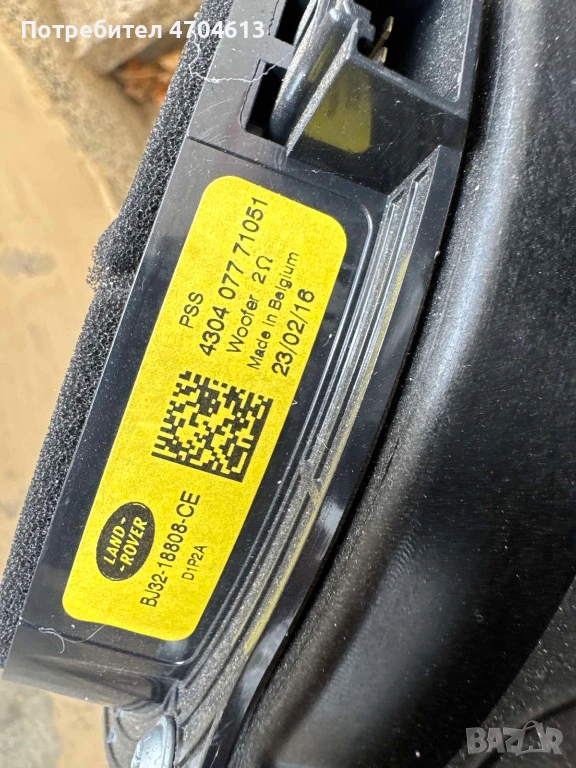 Потребител 4704613
PSS
4304 077 71051
Woofer 2Ω
Made in Belgium
23/02/16
LAND-
-ROVER
BJ32-18808-CE
D1P2A
BAZAR